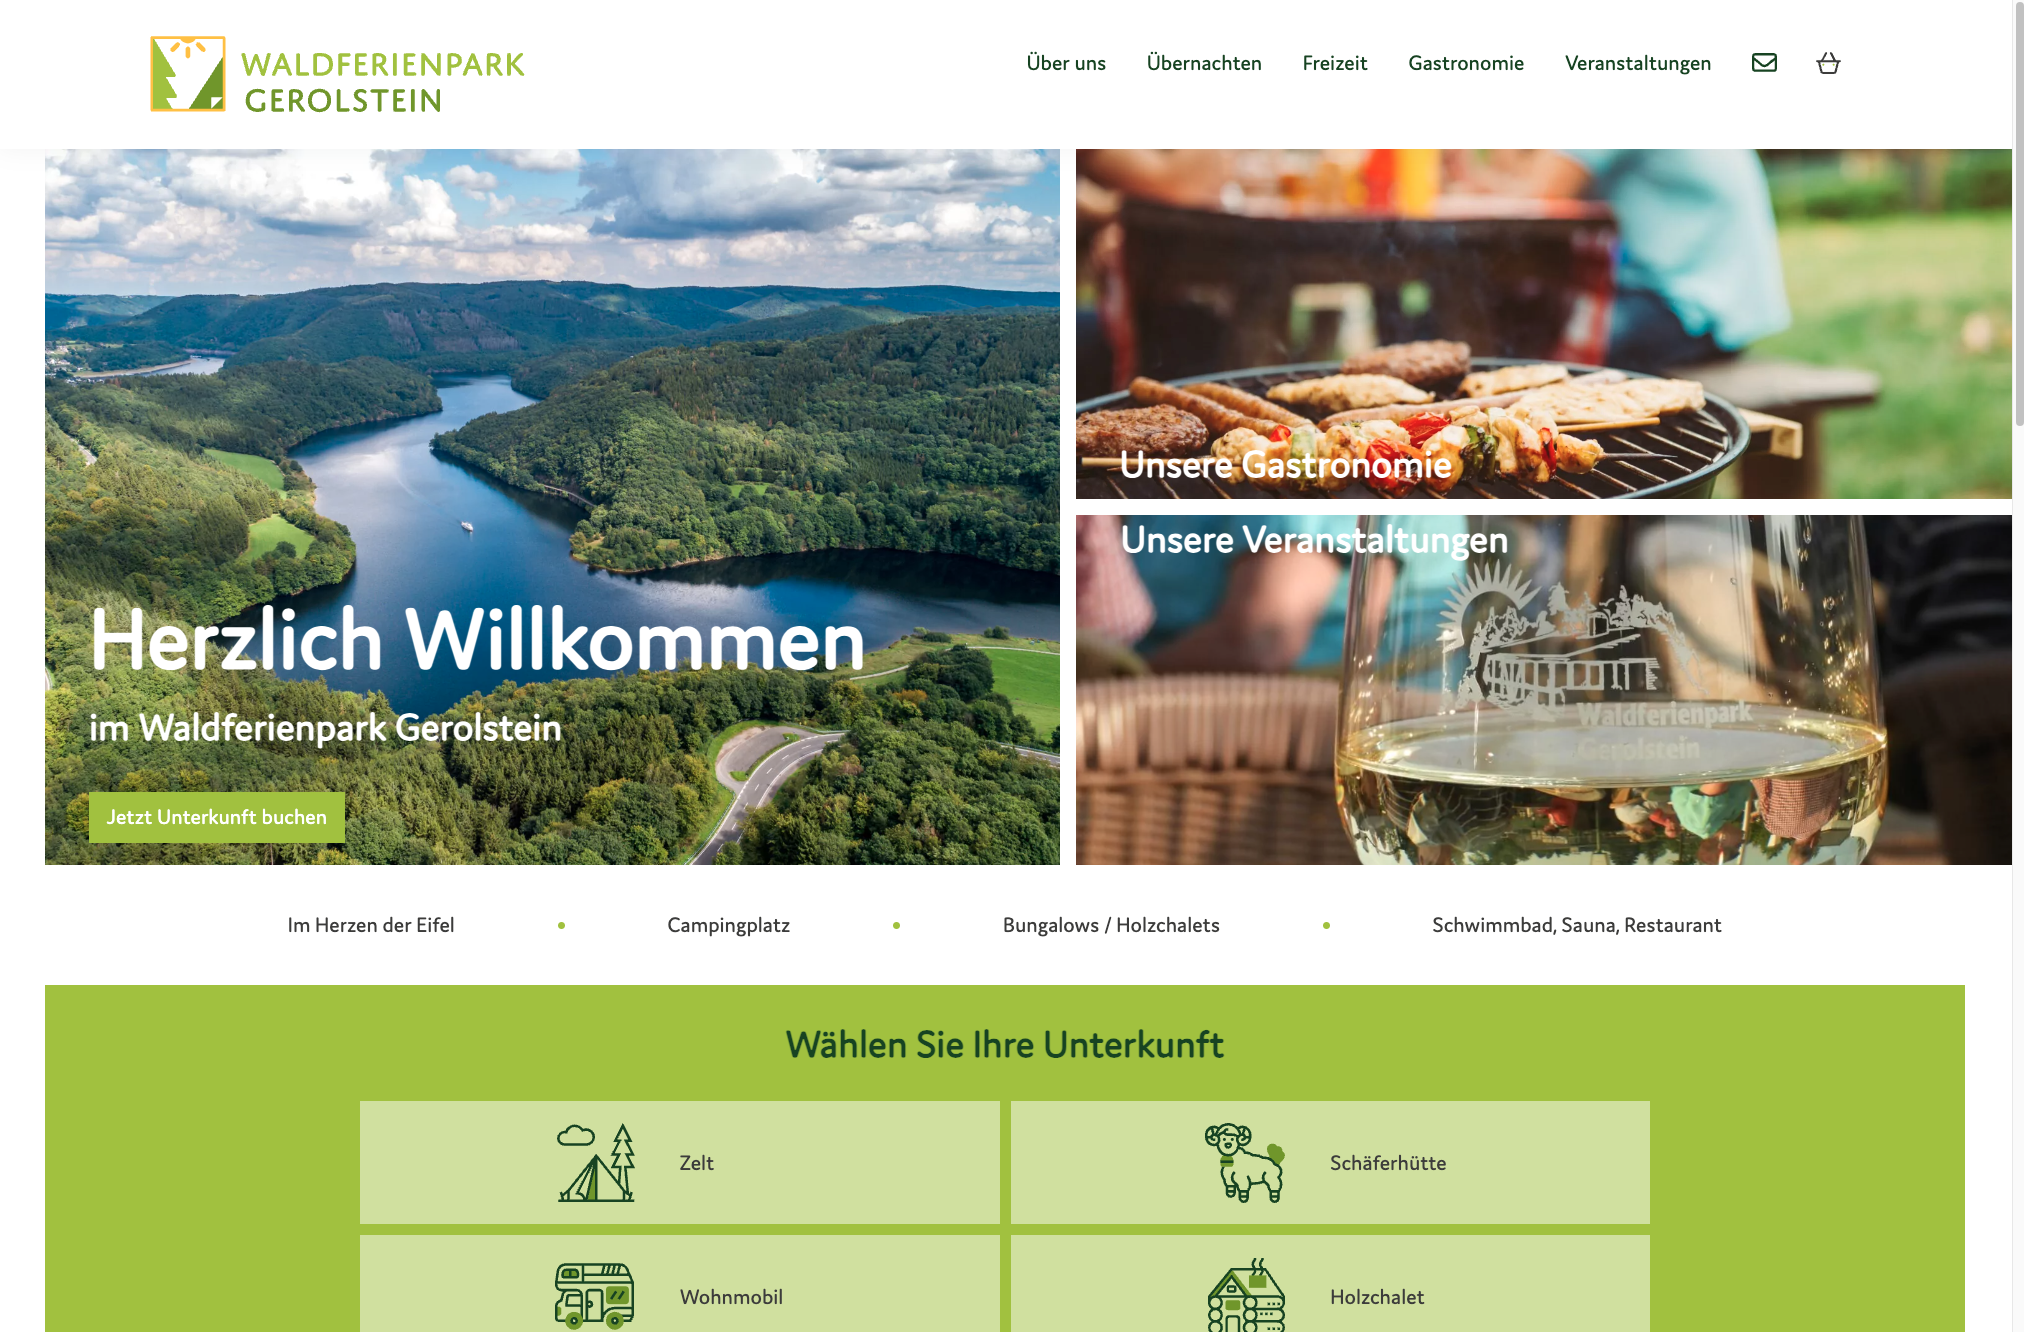 WALDFERIENPARK
GEROLSTEIN
Über uns
Übernachten
Freizeit
Gastronomie
Veranstaltungen
Herzlich Willkommen
im Waldferienpark Gerolstein
Jetzt Unterkunft buchen
Unsere Gastronomie
Unsere Veranstaltungen
Waldferienpark
Gerolstein
Im Herzen der Eifel
Campingplatz
Bungalows / Holzchalets
Schwimmbad, Sauna, Restaurant
Wählen Sie Ihre Unterkunft
Zelt
Schäferhütte
Wohnmobil
Holzchalet